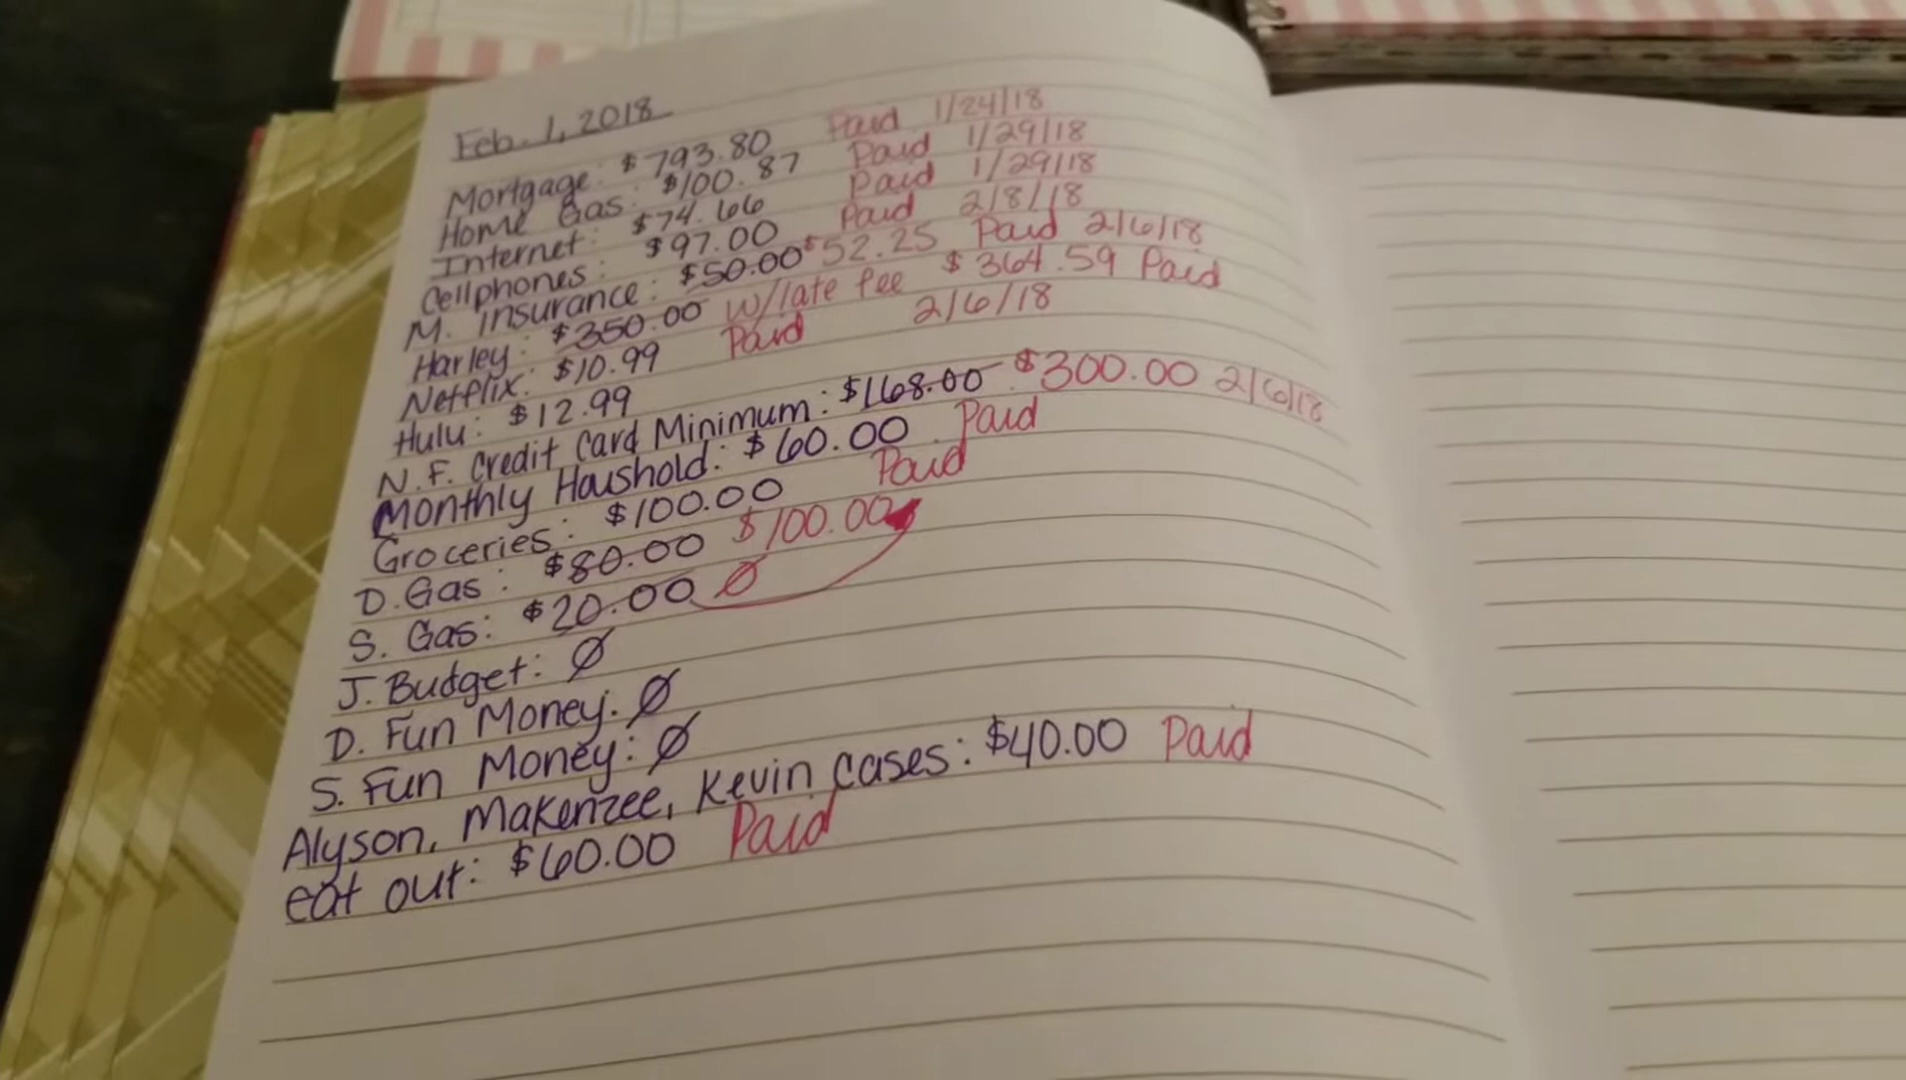 Feb. 1, 2018
Mortgage: $793.80 Paid 1/24/18
Home Gas: $100.87 Paid 1/29/18
Internet: $74.66 Paid 1/29/18
Cellphones: $97.00 Paid 2/8/18
M. Insurance: $50.00 $52.25 Paid 2/6/18
Harley: $350.00 w/late fee $364.59 Paid
Netflix: $10.99 Paid 2/6/18
Hulu: $12.99
N.F. Credit Card Minimum: $168.00 $300.00 2/6/18
Monthly Houshold: $60.00 Paid
Groceries: $100.00 Paid
D. Gas: $80.00 $100.00
S. Gas: $20.00 Ø
J. Budget: Ø
D. Fun Money: Ø
S. Fun Money: Ø
Alyson, Makenzee, Kevin cases: $40.00 Paid
eat out: $60.00 Paid